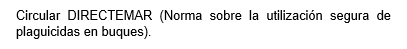 Circular DIRECTEMAR (Norma sobre la utilización segura de
plaguicidas en buques).